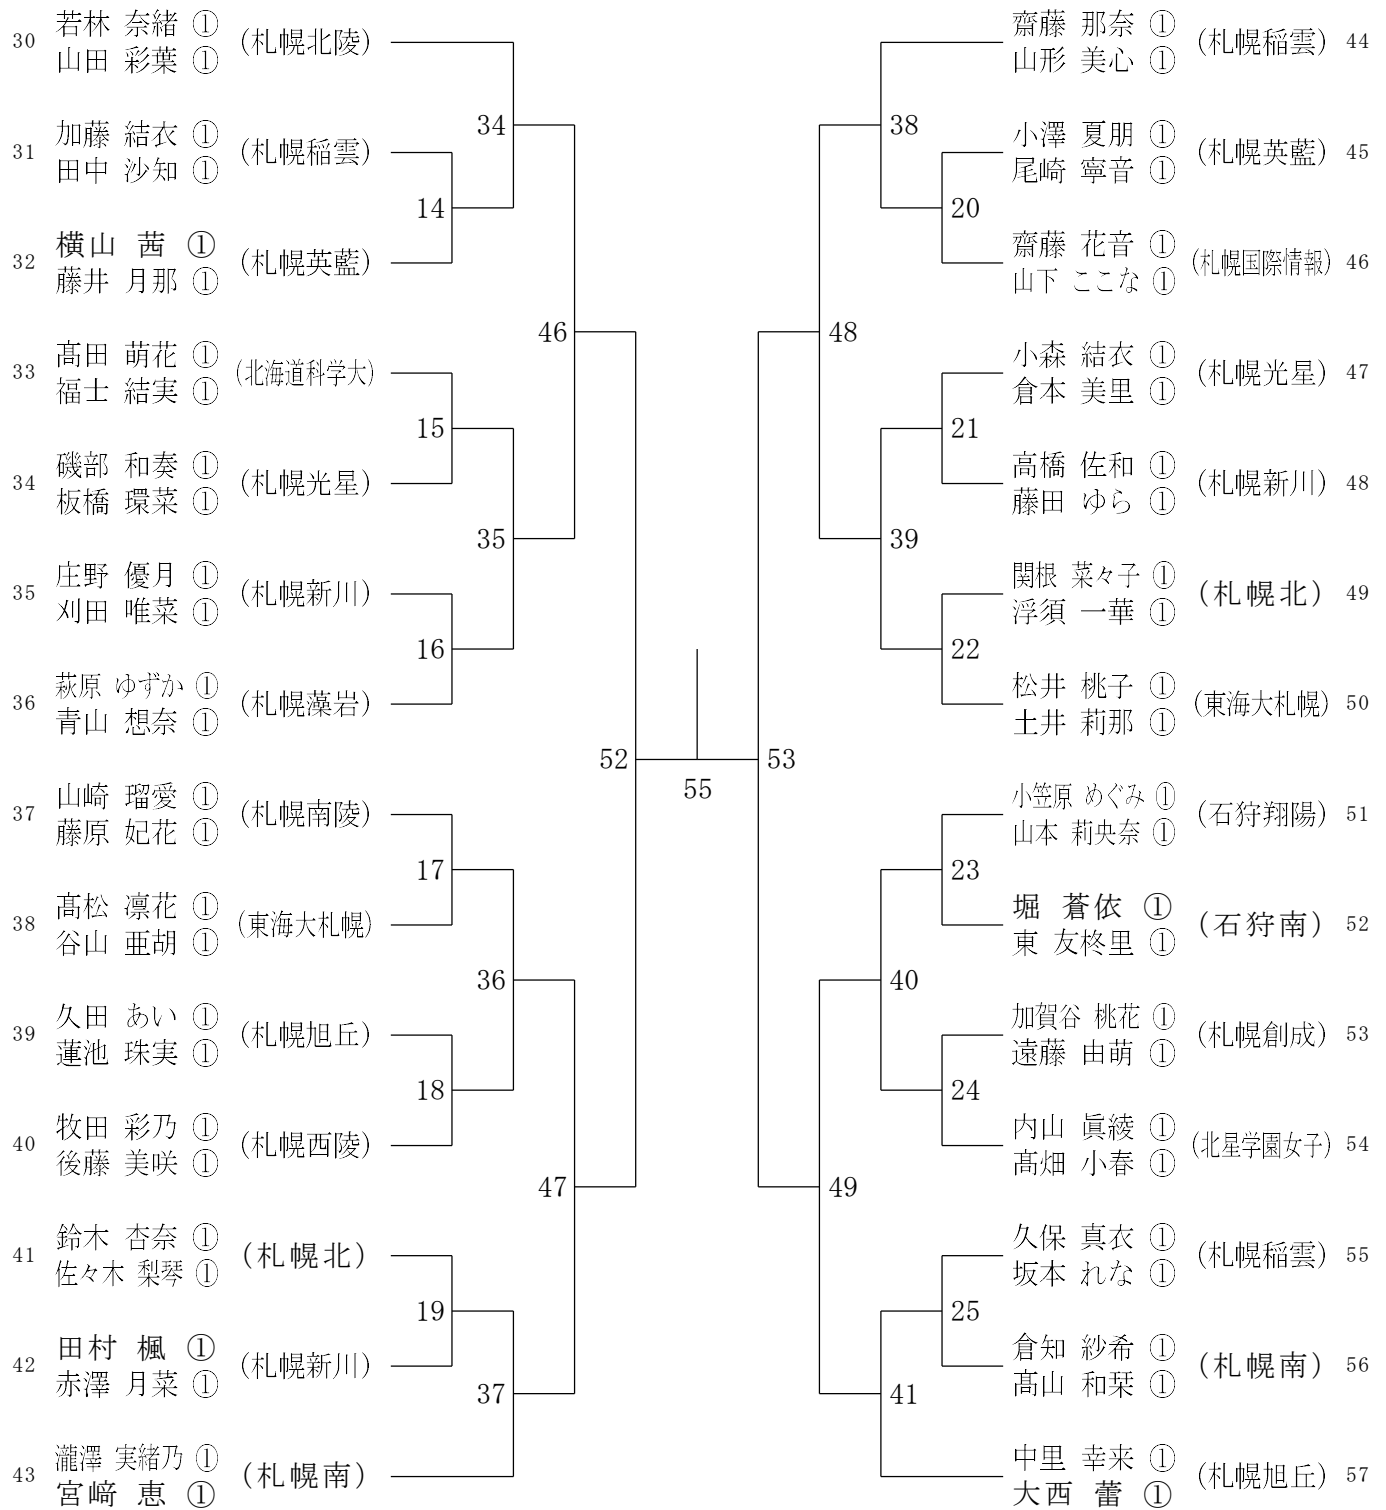 30 若林 奈緒 ① (札幌北陵)
山田 彩葉 ①
34
31 加藤 結衣 ① (札幌稲雲)
田中 沙知 ①
14
32 横山 茜 ① (札幌英藍)
藤井 月那 ①
46
33 髙田 萌花 ① (北海道科学大)
福士 結実 ①
15
34 磯部 和奏 ① (札幌光星)
板橋 環菜 ①
35
35 庄野 優月 ① (札幌新川)
刈田 唯菜 ①
16
36 萩原 ゆずか ① (札幌藻岩)
青山 想奈 ①
52
37 山崎 瑠愛 ① (札幌南陵)
藤原 妃花 ①
17
38 髙松 凛花 ① (東海大札幌)
谷山 亜胡 ①
36
39 久田 あい ① (札幌旭丘)
蓮池 珠実 ①
18
40 牧田 彩乃 ① (札幌西陵)
後藤 美咲 ①
47
41 鈴木 杏奈 ① (札幌北)
佐々木 梨琴 ①
19
42 田村 楓 ① (札幌新川)
赤澤 月菜 ①
37
43 瀧澤 実緒乃 ① (札幌南)
宮﨑 恵 ①
55
齋藤 那奈 ① (札幌稲雲) 44
山形 美心 ①
38
小澤 夏朋 ① (札幌英藍) 45
尾崎 寧音 ①
20
齋藤 花音 ① (札幌国際情報) 46
山下 ここな ①
48
小森 結衣 ① (札幌光星) 47
倉本 美里 ①
21
高橋 佐和 ① (札幌新川) 48
藤田 ゆら ①
39
関根 菜々子 ① (札幌北) 49
浮須 一華 ①
22
松井 桃子 ① (東海大札幌) 50
土井 莉那 ①
53
小笠原 めぐみ ① (石狩翔陽) 51
山本 莉央奈 ①
23
堀 蒼依 ① (石狩南) 52
東 友柊里 ①
40
加賀谷 桃花 ① (札幌創成) 53
遠藤 由萌 ①
24
内山 眞綾 ① (北星学園女子) 54
髙畑 小春 ①
49
久保 真衣 ① (札幌稲雲) 55
坂本 れな ①
25
倉知 紗希 ① (札幌南) 56
髙山 和栞 ①
41
中里 幸来 ① (札幌旭丘) 57
大西 蕾 ①